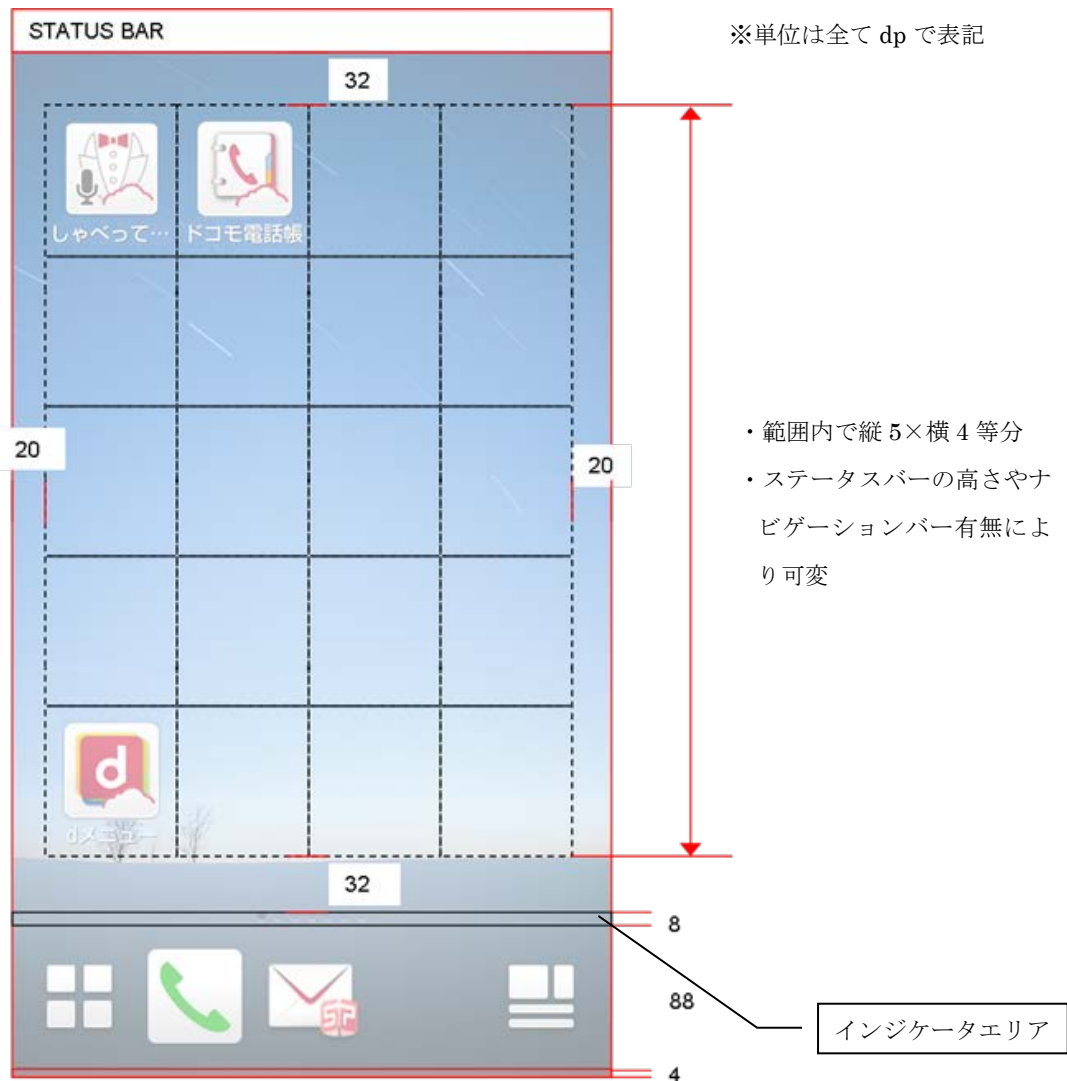 STATUS BAR
※単位は全て dp で表記
32
しゃべって…
ドコモ電話帳
20
20
・範囲内で縦 5×横 4 等分
・ステータスバーの高さやナ
ビゲーションバー有無によ
り可変
d
dメニュー
32
8
88
インジケータエリア
4